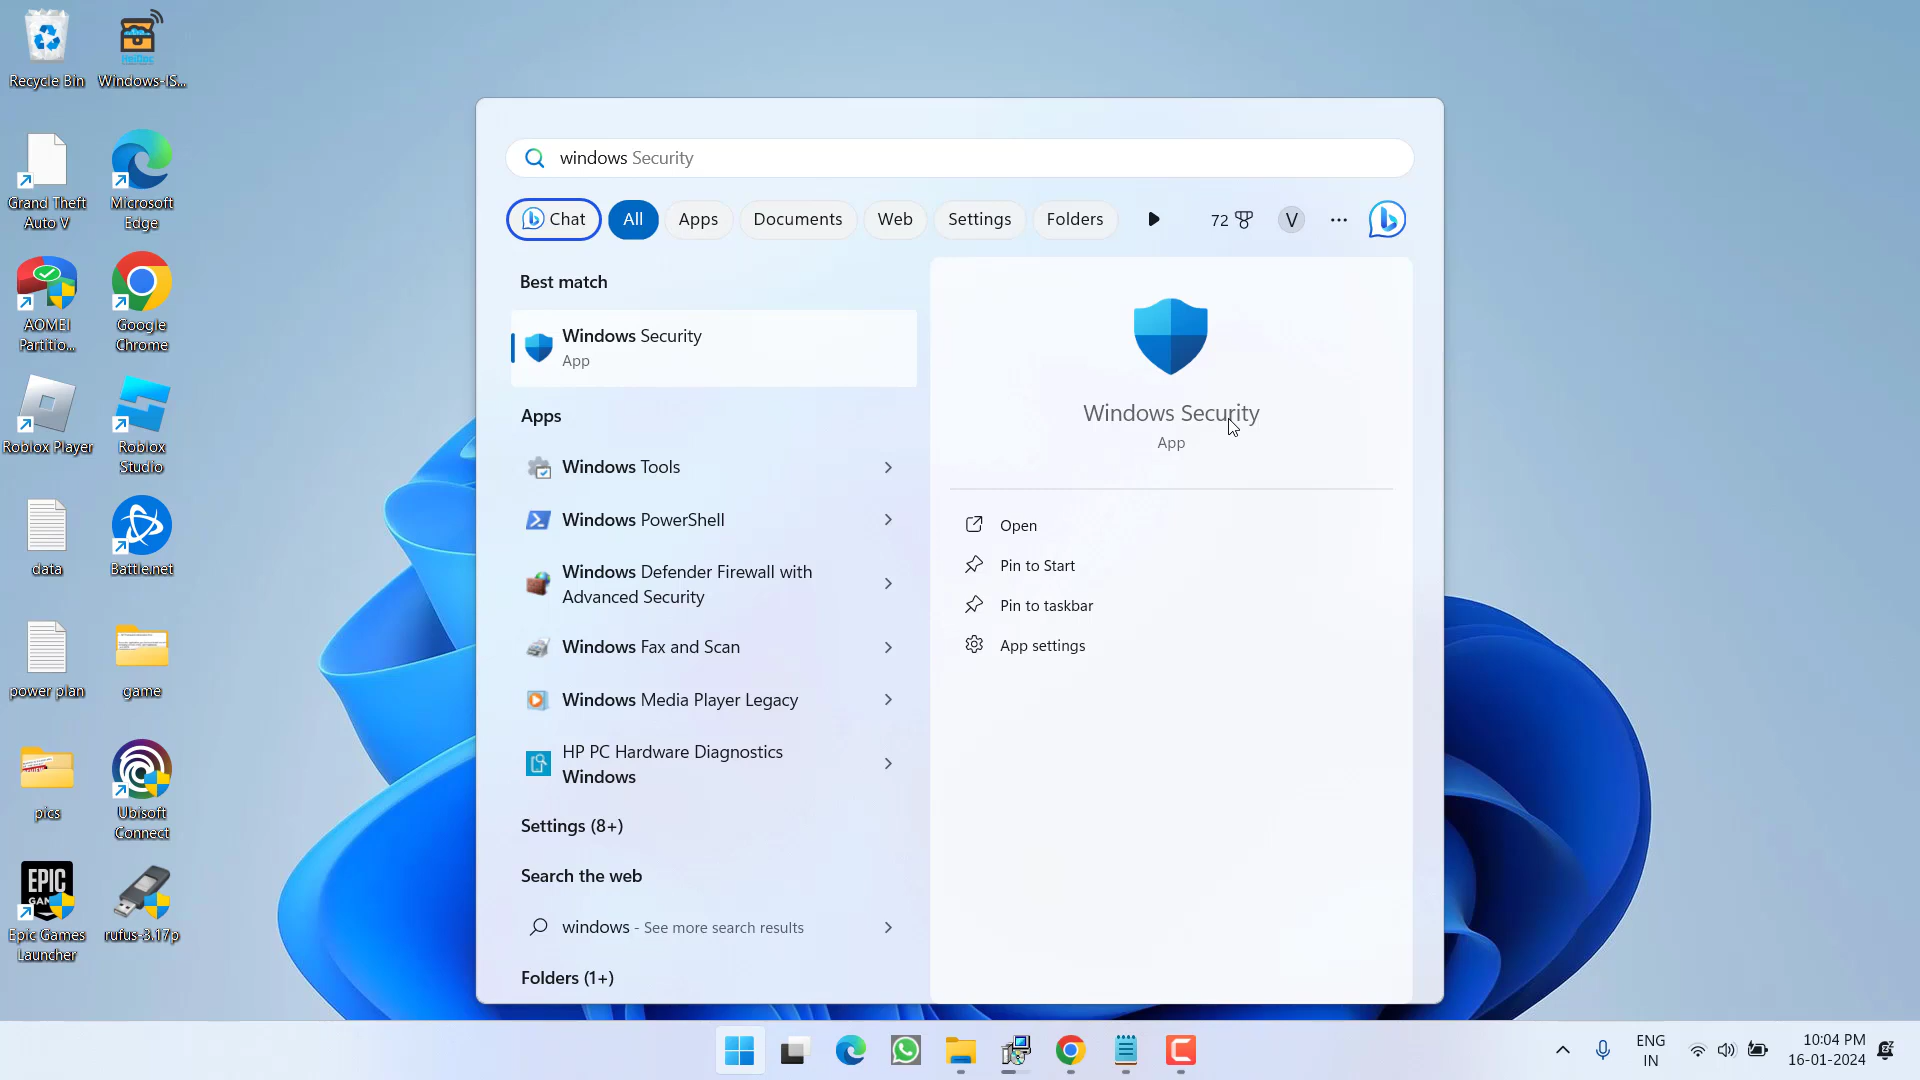 Recycle Bin
Windows-IS...
HeiDoc
Grand Theft
Auto V
Microsoft
Edge
AOMEI
Partitio...
Google
Chrome
Roblox Player
Roblox
Studio
data
Battle.net
power plan
game
pics
Ubisoft
Connect
EPIC
GAMES
Epic Games
Launcher
rufus-3.17p
windows Security
Chat
All
Apps
Documents
Web
Settings
Folders
72
V
Best match
Windows Security
App
Apps
Windows Tools
Windows PowerShell
Windows Defender Firewall with
Advanced Security
Windows Fax and Scan
Windows Media Player Legacy
HP PC Hardware Diagnostics
Windows
Settings (8+)
Search the web
windows - See more search results
Folders (1+)
Windows Security
App
Open
Pin to Start
Pin to taskbar
App settings
ENG
IN
10:04 PM
16-01-2024